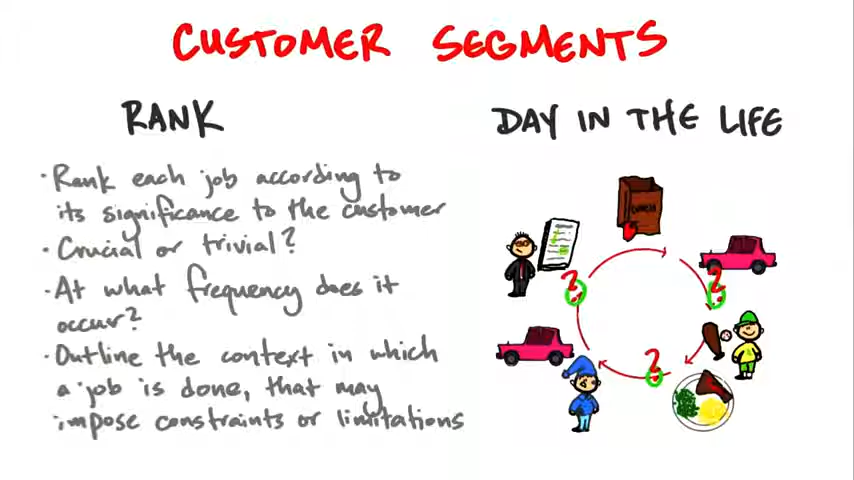 CUSTOMER SEGMENTS
RANK
· Rank each job according to
its significance to the customer
· Crucial or trivial?
· At what frequency does it
occur?
· Outline the context in which
a job is done, that may
impose constraints or limitations
DAY IN THE LIFE
LUNCH
?
?
?